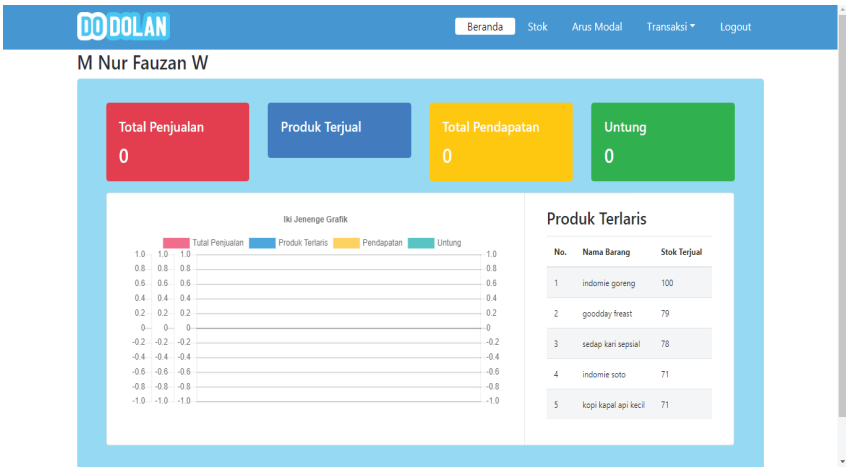 DODOLAN
Beranda Stok Arus Modal Transaksi Logout
M Nur Fauzan W
Total Penjualan
0
Produk Terjual
Total Pendapatan
0
Untung
0
Iki Jenenge Grafik
Tutal Penjualan Produk Terlaris Pendapatan Untung
1.0 1.0 1.0 1.0
0.8 0.8 0.8 0.8
0.6 0.6 0.6 0.6
0.4 0.4 0.4 0.4
0.2 0.2 0.2 0.2
0 0 0 0
-0.2 -0.2 -0.2 -0.2
-0.4 -0.4 -0.4 -0.4
-0.6 -0.6 -0.6 -0.6
-0.8 -0.8 -0.8 -0.8
-1.0 -1.0 -1.0 -1.0
Produk Terlaris
No. Nama Barang Stok Terjual
1 indomie goreng 100
2 goodday freast 79
3 sedap kari sepsial 78
4 indomie soto 71
5 kopi kapal api kecil 71